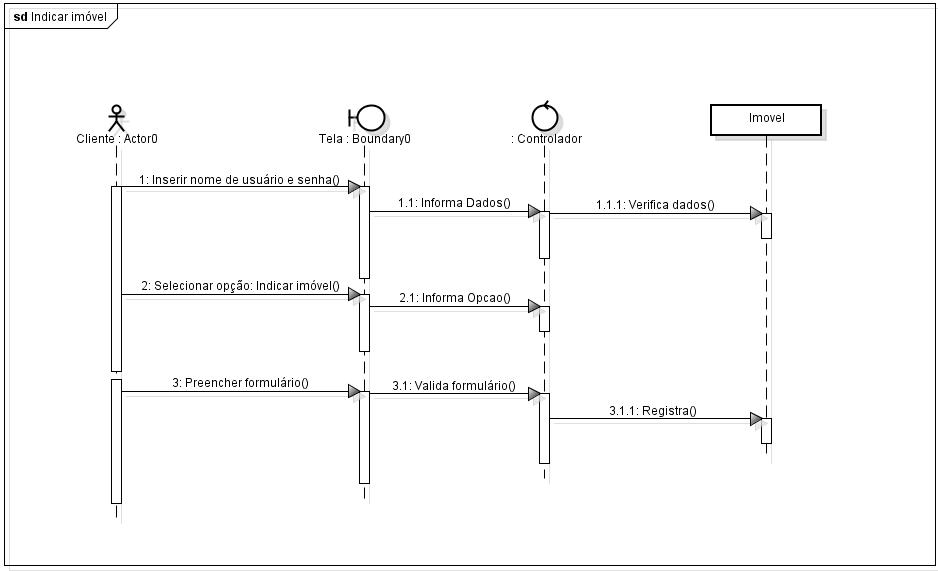 sd Indicar imóvel
Cliente : Actor0
Tela : Boundary0
: Controlador
Imovel
1: Inserir nome de usuário e senha()
1.1: Informa Dados()
1.1.1: Verifica dados()
2: Selecionar opção: Indicar imóvel()
2.1: Informa Opcao()
3: Preencher formulário()
3.1: Valida formulário()
3.1.1: Registra()